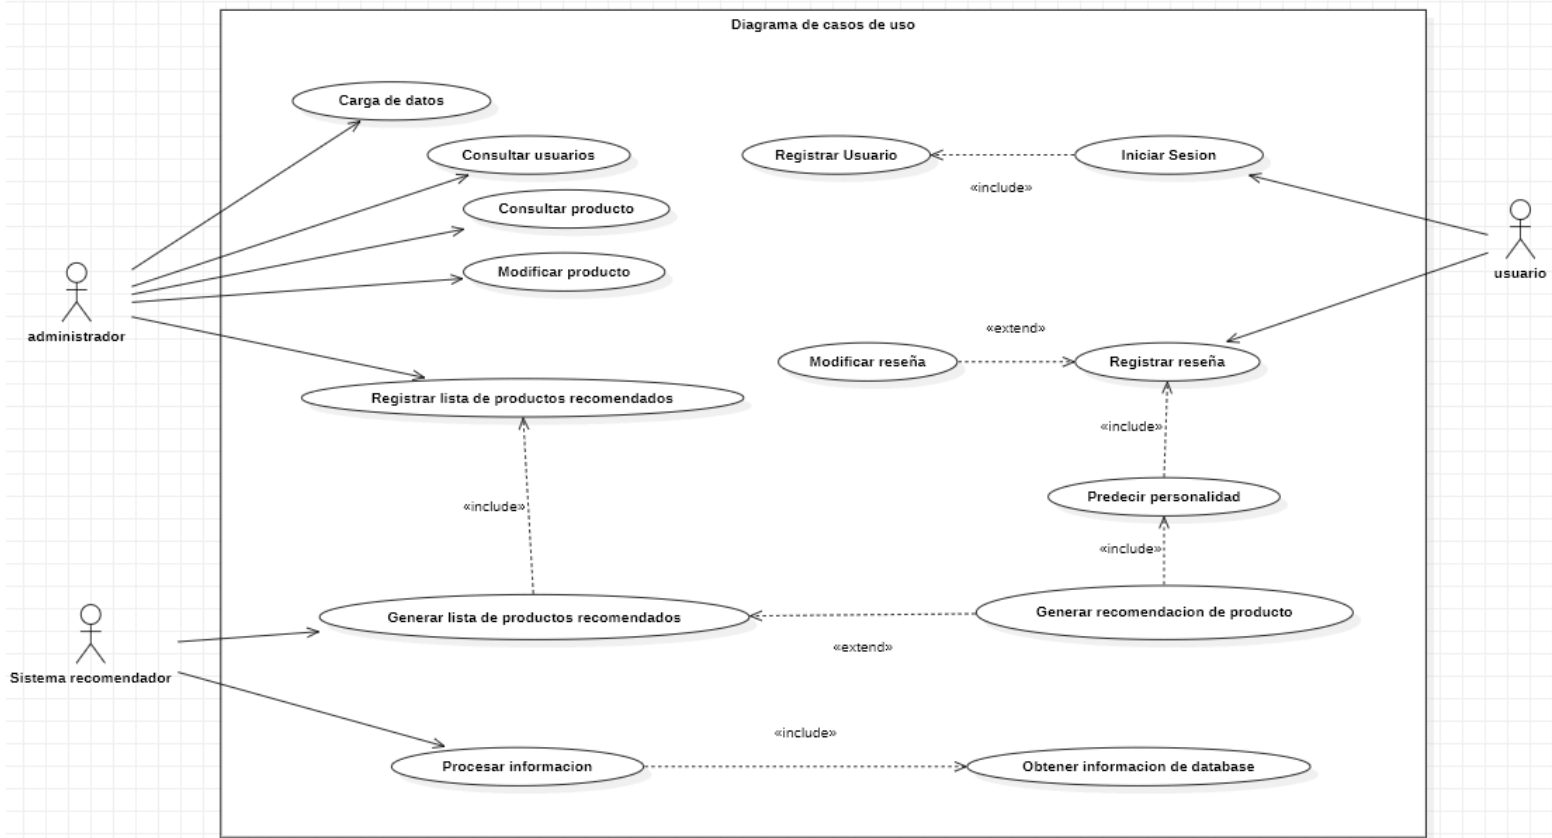 Diagrama de casos de uso
Carga de datos
Consultar usuarios
Registrar Usuario
Iniciar Sesion
«include»
Consultar producto
Modificar producto
usuario
administrador
«extend»
Modificar reseña
Registrar reseña
Registrar lista de productos recomendados
«include»
Predecir personalidad
«include»
«include»
Generar lista de productos recomendados
Generar recomendacion de producto
«extend»
Sistema recomendador
«include»
Procesar informacion
Obtener informacion de database